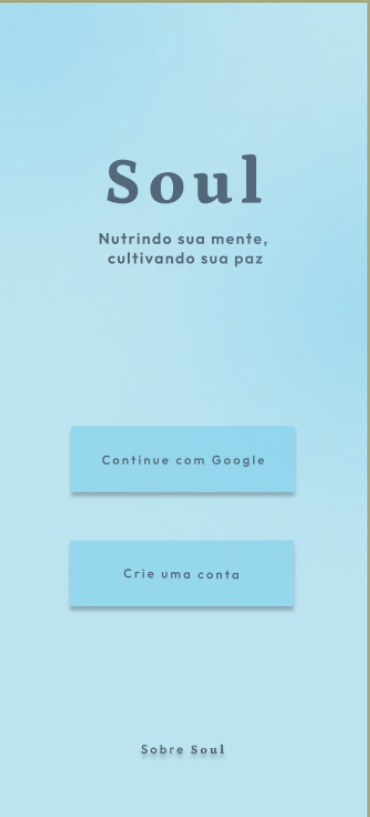 Soul
Nutrindo sua mente,
cultivando sua paz
Continue com Google
Crie uma conta
Sobre Soul